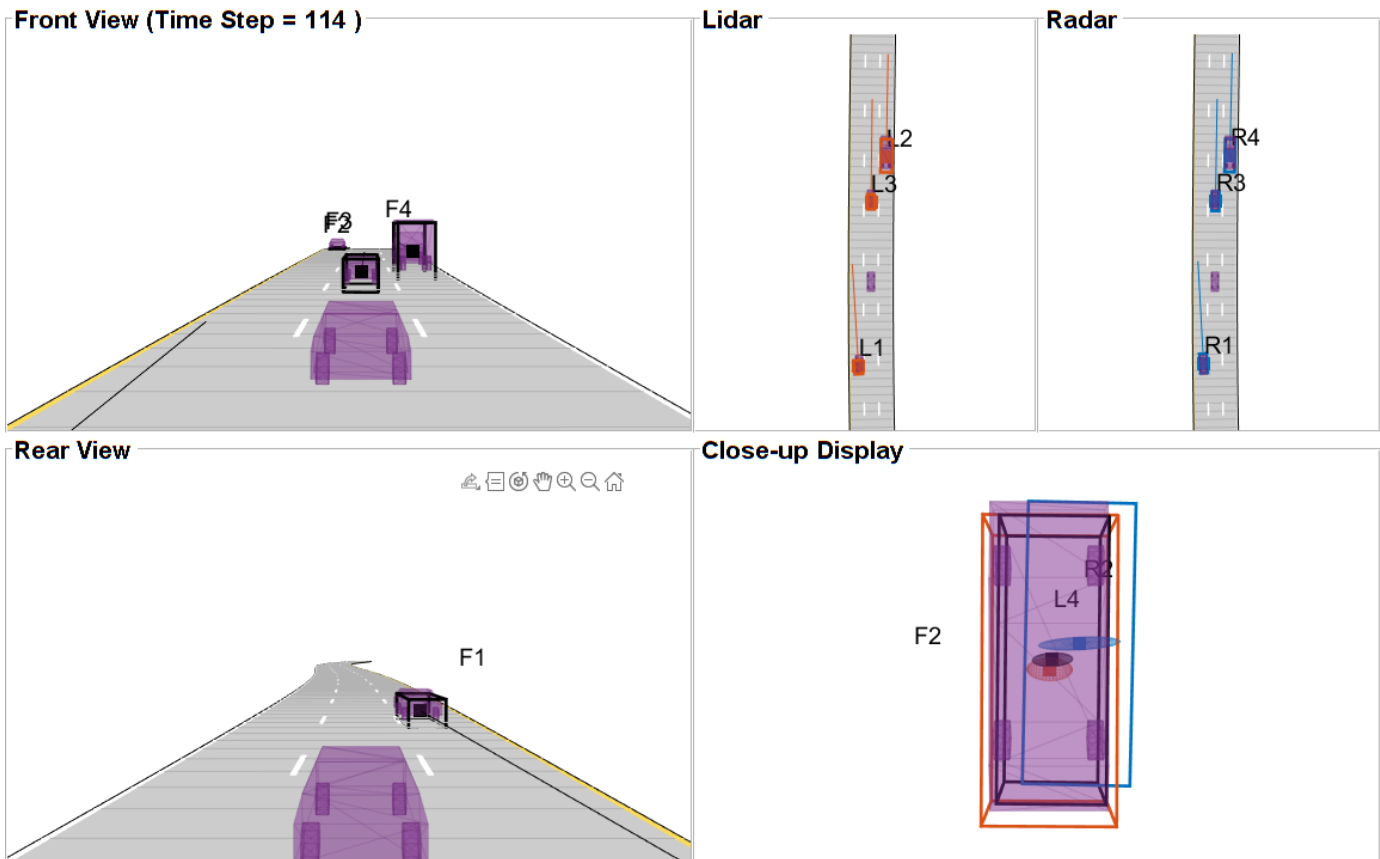 Front View (Time Step = 114 )
F2
F4
Lidar
L2
L3
L1
Radar
R4
R3
R1
Rear View
F1
Close-up Display
R2
L4
F2